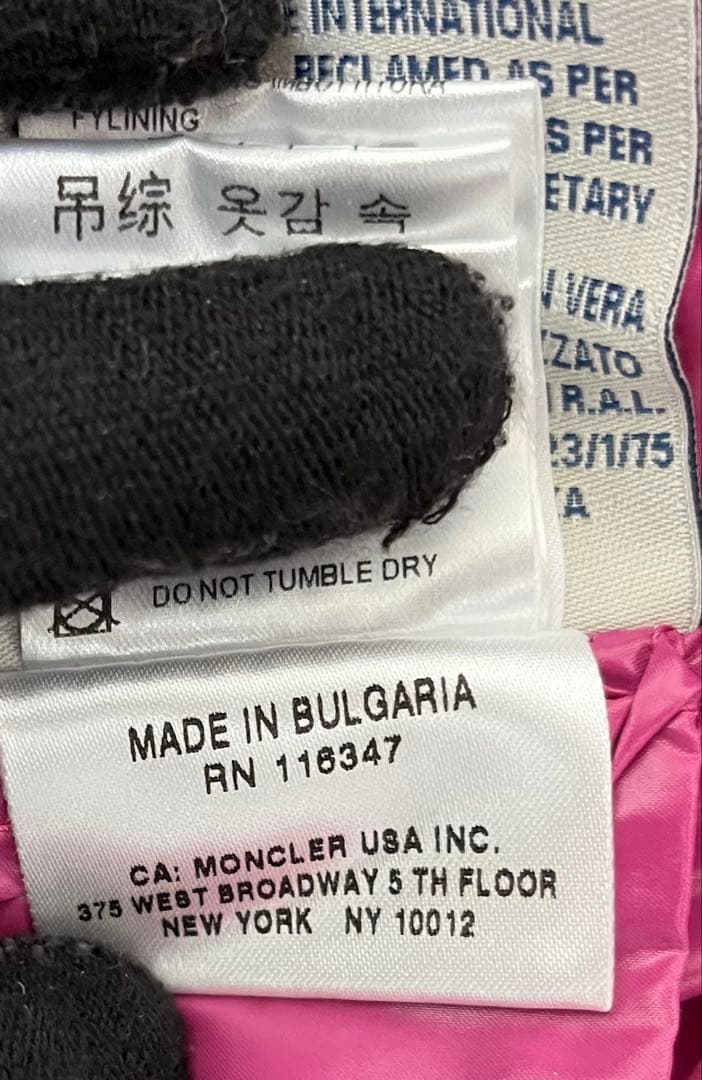 INTERNATIONAL
RECLAMED AS PER
S PER
ETARY
VERA
ZZATO
R.A.L.
23/1/75
FYLINING
吊综 옷감 속
DO NOT TUMBLE DRY
MADE IN BULGARIA
RN 116347
CA: MONCLER USA INC.
375 WEST BROADWAY 5 TH FLOOR
NEW YORK NY 10012